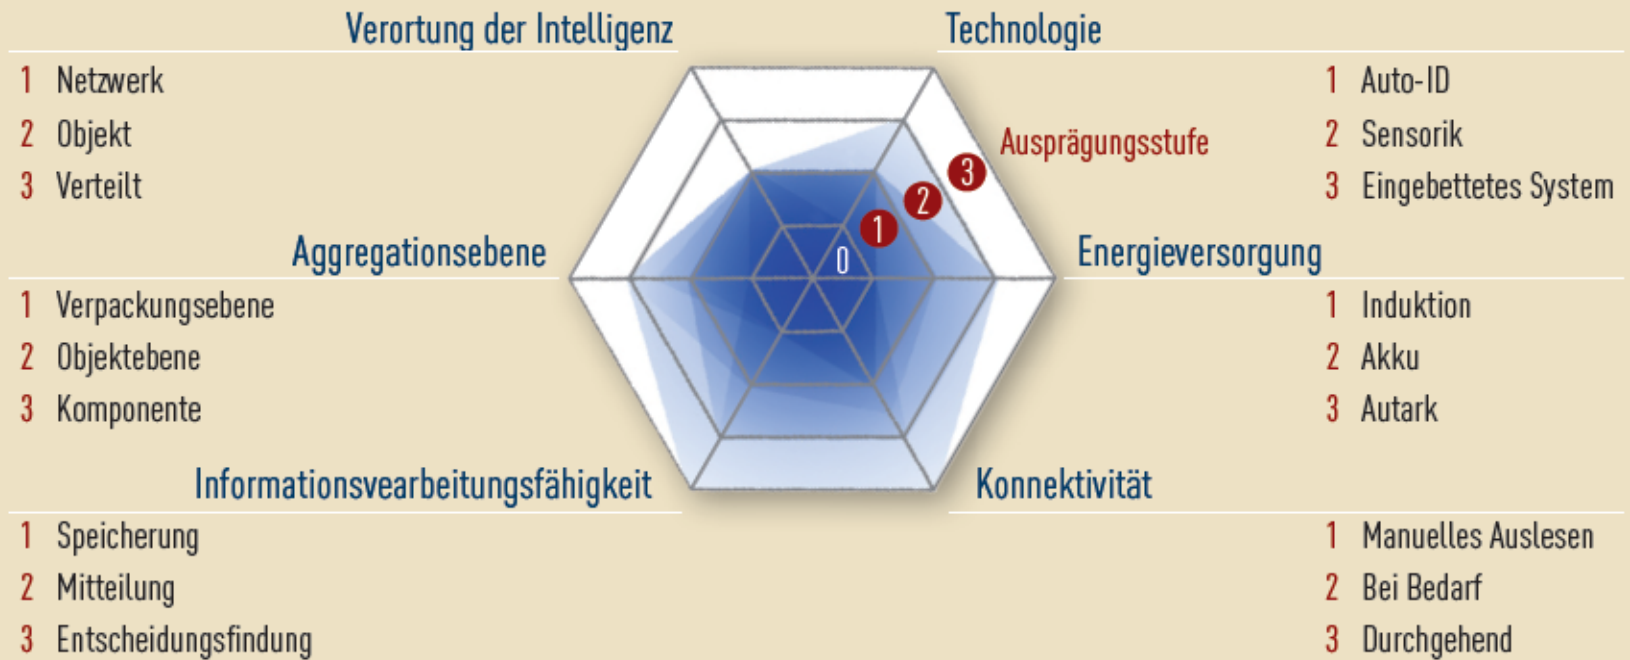 Verortung der Intelligenz
1 Netzwerk
2 Objekt
3 Verteilt
Technologie
1 Auto-ID
2 Sensorik
3 Eingebettetes System
Ausprägungsstufe
3
2
1
0
Aggregationsebene
1 Verpackungsebene
2 Objektebene
3 Komponente
Energieversorgung
1 Induktion
2 Akku
3 Autark
Informationsvearbeitungsfähigkeit
1 Speicherung
2 Mitteilung
3 Entscheidungsfindung
Konnektivität
1 Manuelles Auslesen
2 Bei Bedarf
3 Durchgehend